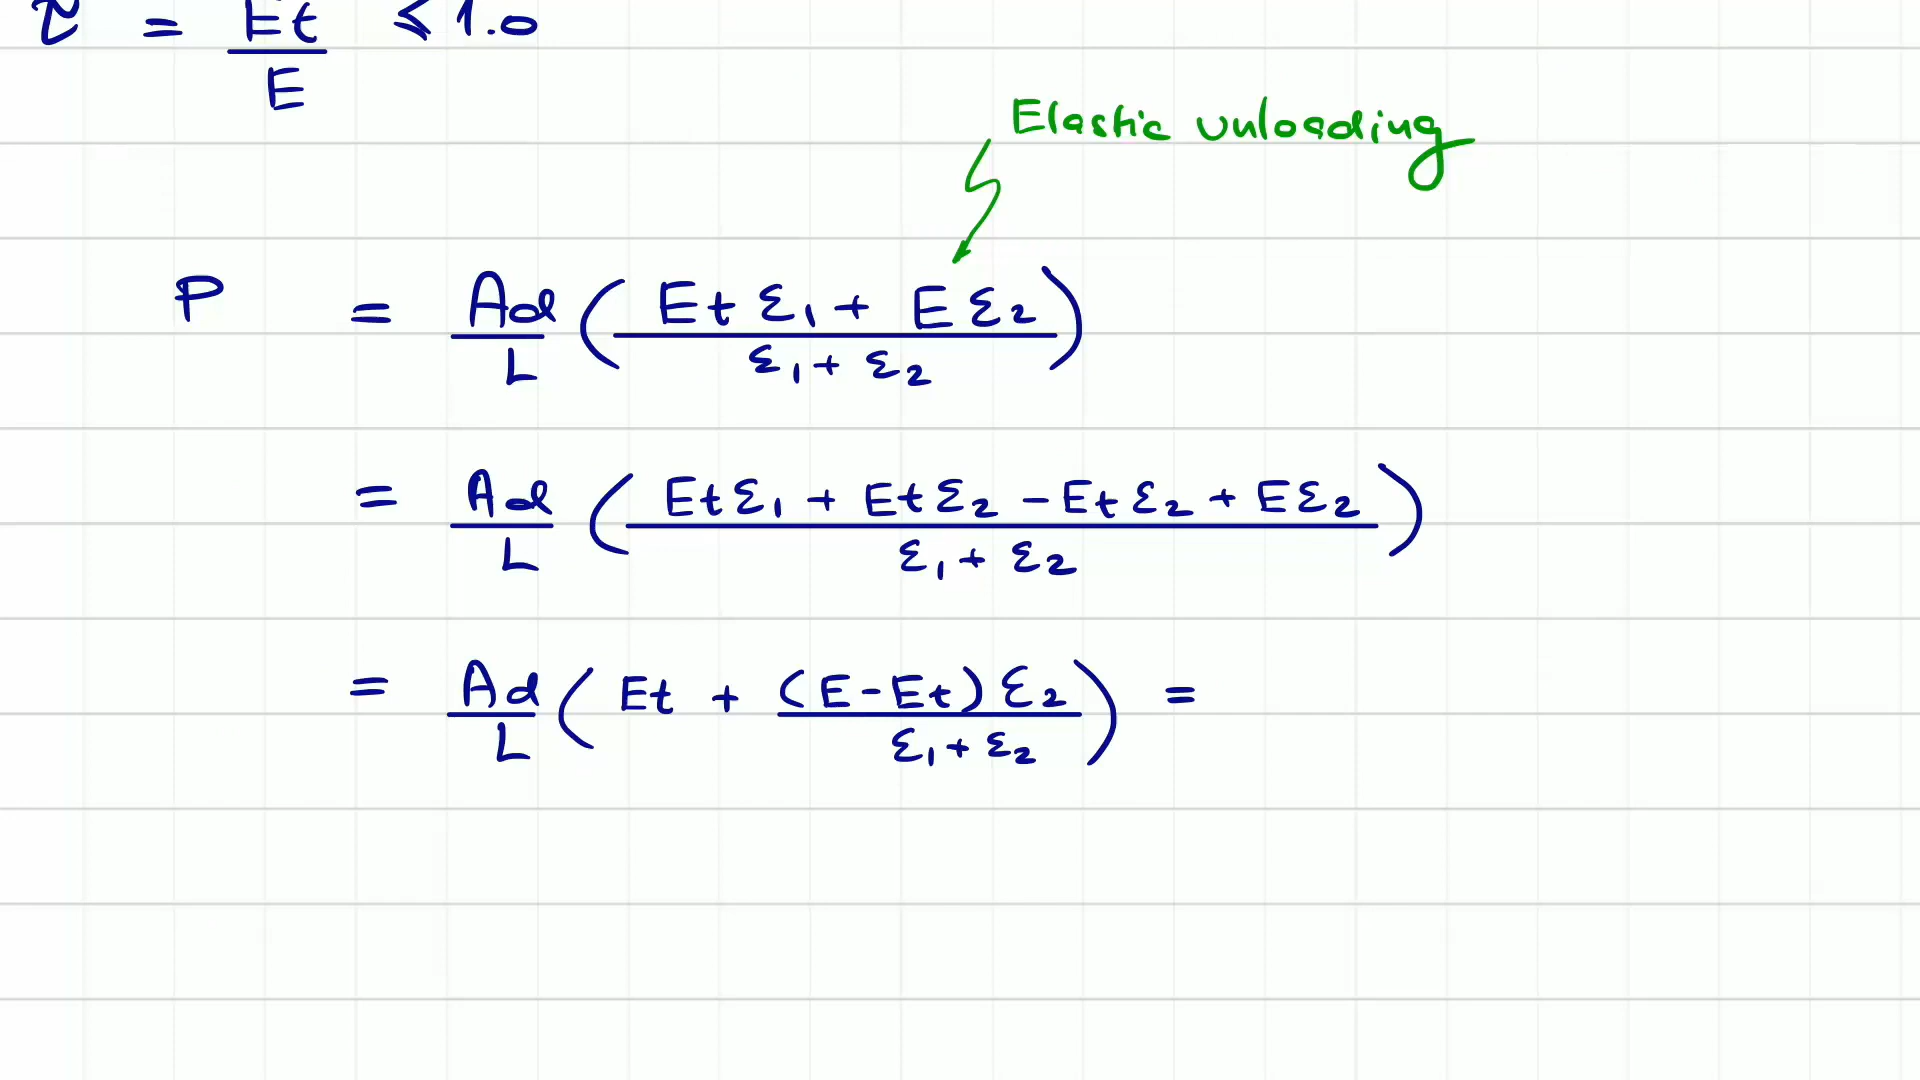 τ = Et/E ≤ 1.0
Elastic unloading
P = Ad/L ( (Et ε1 + E ε2) / (ε1 + ε2) )
= Ad/L ( (Et ε1 + Et ε2 - Et ε2 + E ε2) / (ε1 + ε2) )
= Ad/L ( Et + (E - Et) ε2 / (ε1 + ε2) ) =